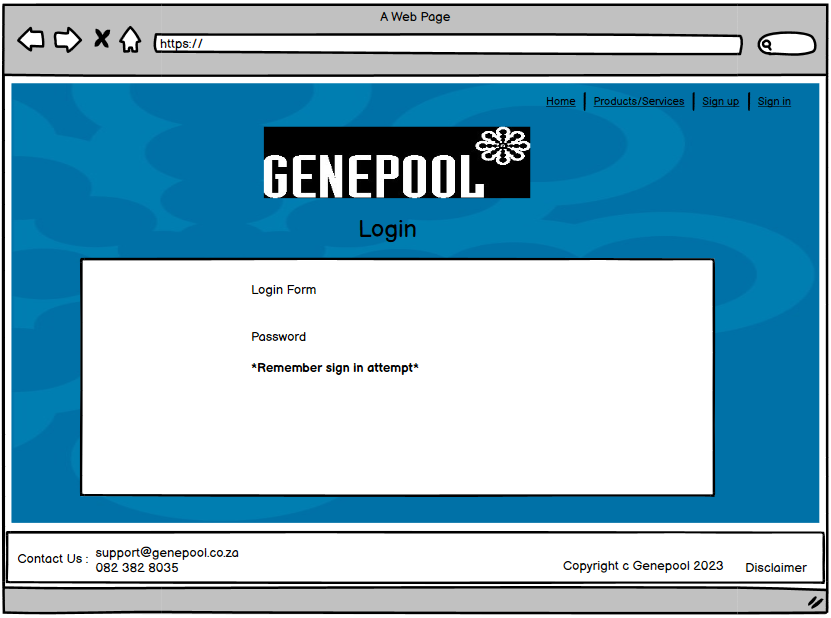 A Web Page
https://
Home Products/Services Sign up Sign in
GENEPOOL
Login
Login Form
Password
*Remember sign in attempt*
Contact Us : support@genepool.co.za
082 382 8035
Copyright c Genepool 2023 Disclaimer